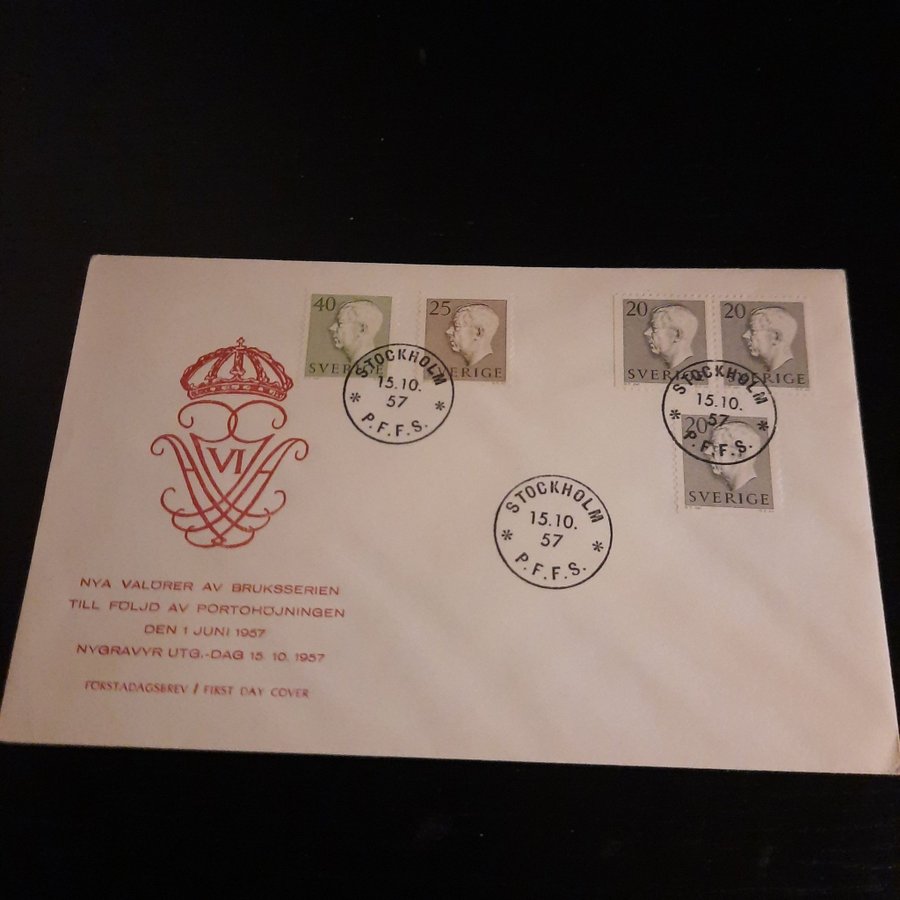 40
SVERIGE
25
SVERIGE
20
SVERIGE
20
SVERIGE
STOCKHOLM
15.10.
57
* P.F.F.S. *
STOCKHOLM
15.10.
57
* P.F.F.S. *
20
SVERIGE
STOCKHOLM
15.10.
57
* P.F.F.S. *
VI
NYA VALÖRER AV BRUKSSERIEN
TILL FÖLJD AV PORTOHÖJNINGEN
DEN 1 JUNI 1957
NYGRAVYR UTG.-DAG 15. 10. 1957
FÖRSTADAGSBREV / FIRST DAY COVER